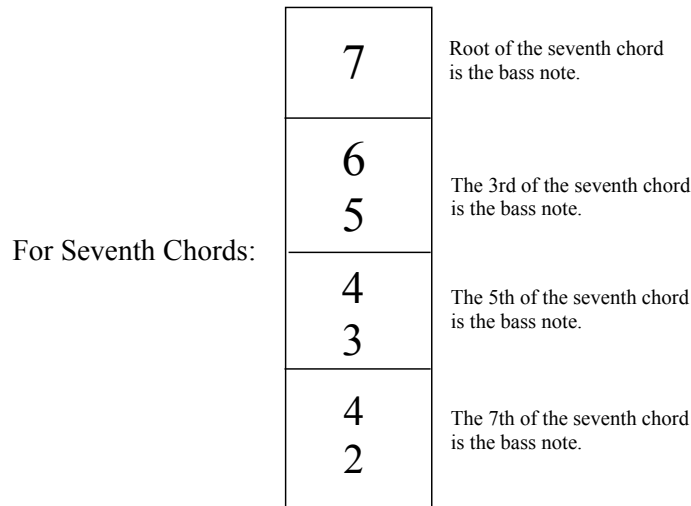 7
Root of the seventh chord
is the bass note.
6
5
The 3rd of the seventh chord
is the bass note.
For Seventh Chords:
4
3
The 5th of the seventh chord
is the bass note.
4
2
The 7th of the seventh chord
is the bass note.